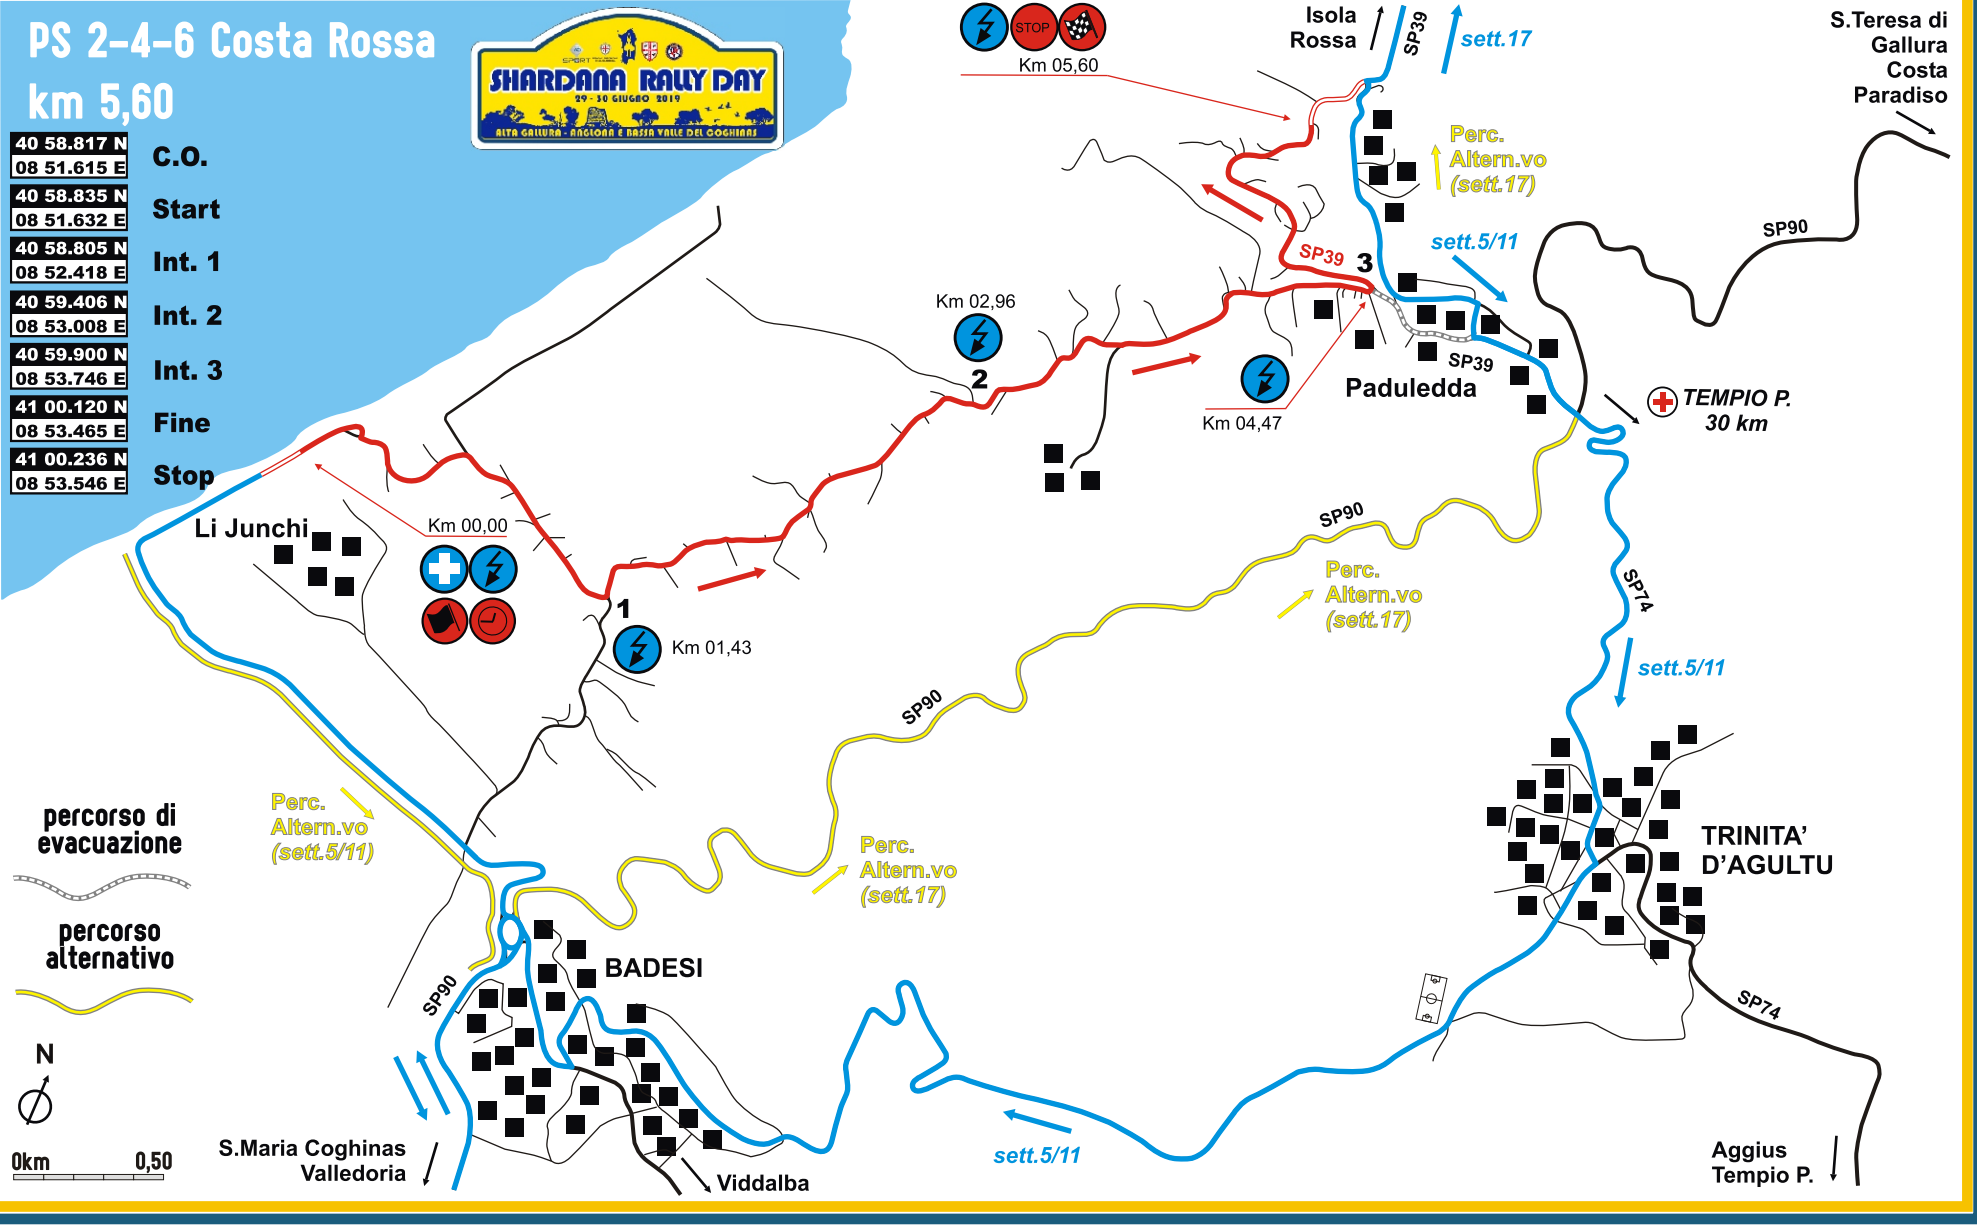 PS 2-4-6 Costa Rossa
km 5,60
SHARDANA RALLY DAY
29 - 30 GIUGNO 2019
ALTA GALLURA - ANGLONA E BASSA VALLE DEL COGHINAS
40 58.817 N
08 51.615 E
C.O.
40 58.835 N
08 51.632 E
Start
40 58.805 N
08 52.418 E
Int. 1
40 59.406 N
08 53.008 E
Int. 2
40 59.900 N
08 53.746 E
Int. 3
41 00.120 N
08 53.465 E
Fine
41 00.236 N
08 53.546 E
Stop
STOP
Km 05,60
Isola
Rossa
SP39
sett.17
S.Teresa di
Gallura
Costa
Paradiso
Perc.
Altern.vo
(sett.17)
SP90
sett.5/11
SP39
3
Km 02,96
2
Km 04,47
SP39
Paduledda
TEMPIO P.
30 km
Li Junchi
Km 00,00
1
Km 01,43
SP90
Perc.
Altern.vo
(sett.17)
SP74
sett.5/11
SP90
Perc.
Altern.vo
(sett.5/11)
Perc.
Altern.vo
(sett.17)
TRINITA'
D'AGULTU
percorso di
evacuazione
percorso
alternativo
BADESI
SP90
SP74
N
0km
0,50
S.Maria Coghinas
Valledoria
Viddalba
sett.5/11
Aggius
Tempio P.